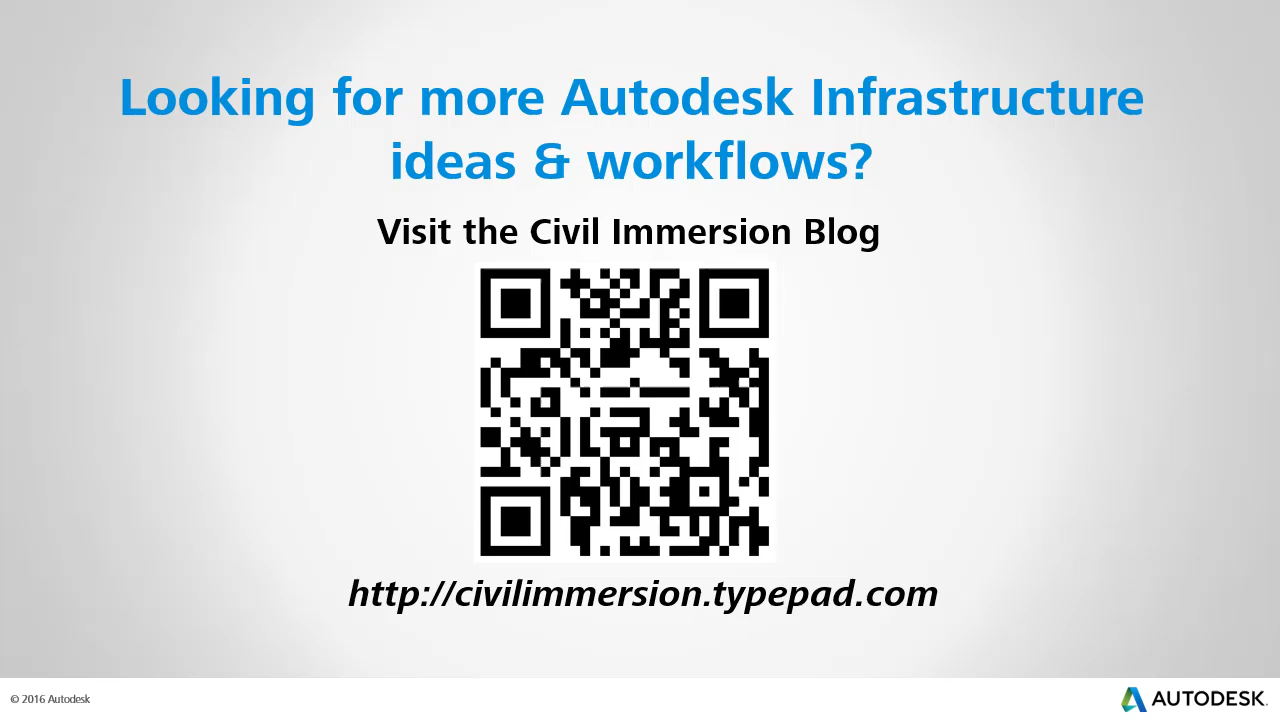 Looking for more Autodesk Infrastructure
ideas & workflows?
Visit the Civil Immersion Blog
http://civilimmersion.typepad.com
© 2016 Autodesk
AUTODESK.